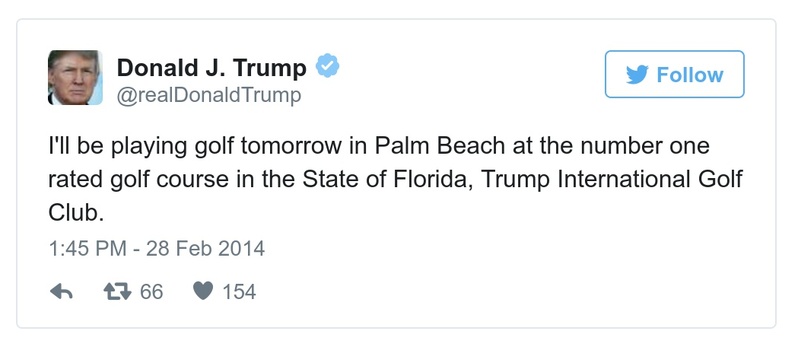 Donald J. Trump
@realDonaldTrump
Follow
I'll be playing golf tomorrow in Palm Beach at the number one
rated golf course in the State of Florida, Trump International Golf
Club.
1:45 PM - 28 Feb 2014
66 154